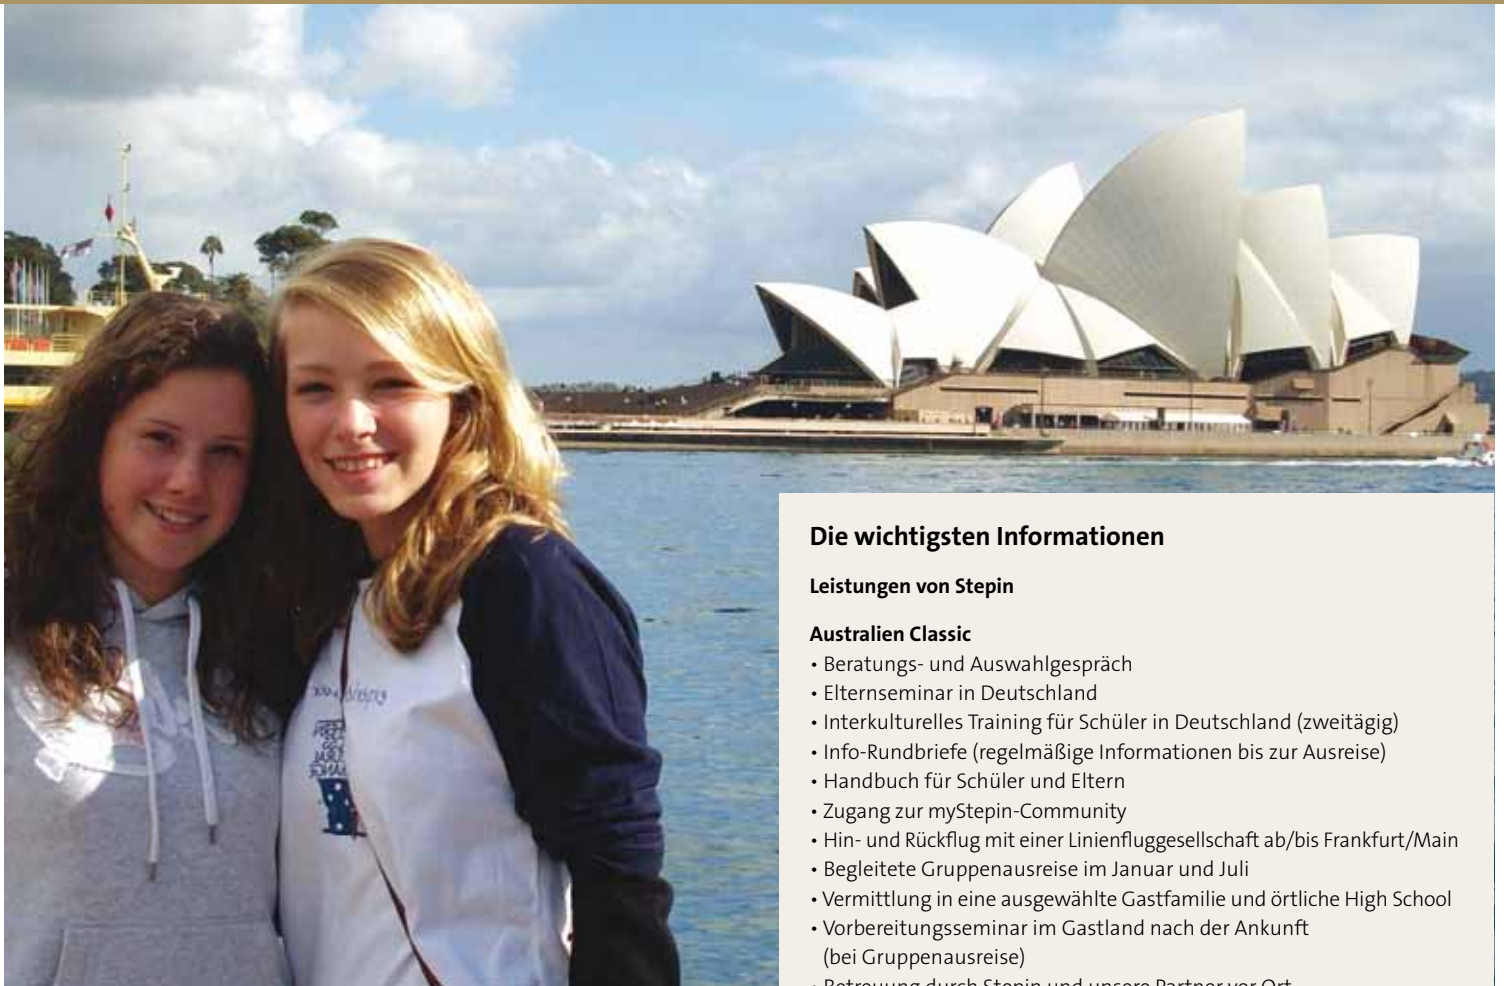 Die wichtigsten Informationen
Leistungen von Stepin
Australien Classic
• Beratungs- und Auswahlgespräch
• Elternseminar in Deutschland
• Interkulturelles Training für Schüler in Deutschland (zweitägig)
• Info-Rundbriefe (regelmäßige Informationen bis zur Ausreise)
• Handbuch für Schüler und Eltern
• Zugang zur myStepin-Community
• Hin- und Rückflug mit einer Linienfluggesellschaft ab/bis Frankfurt/Main
• Begleitete Gruppenausreise im Januar und Juli
• Vermittlung in eine ausgewählte Gastfamilie und örtliche High School
• Vorbereitungsseminar im Gastland nach der Ankunft
(bei Gruppenausreise)
• Betreuung durch Stepin und unsere Partner vor Ort